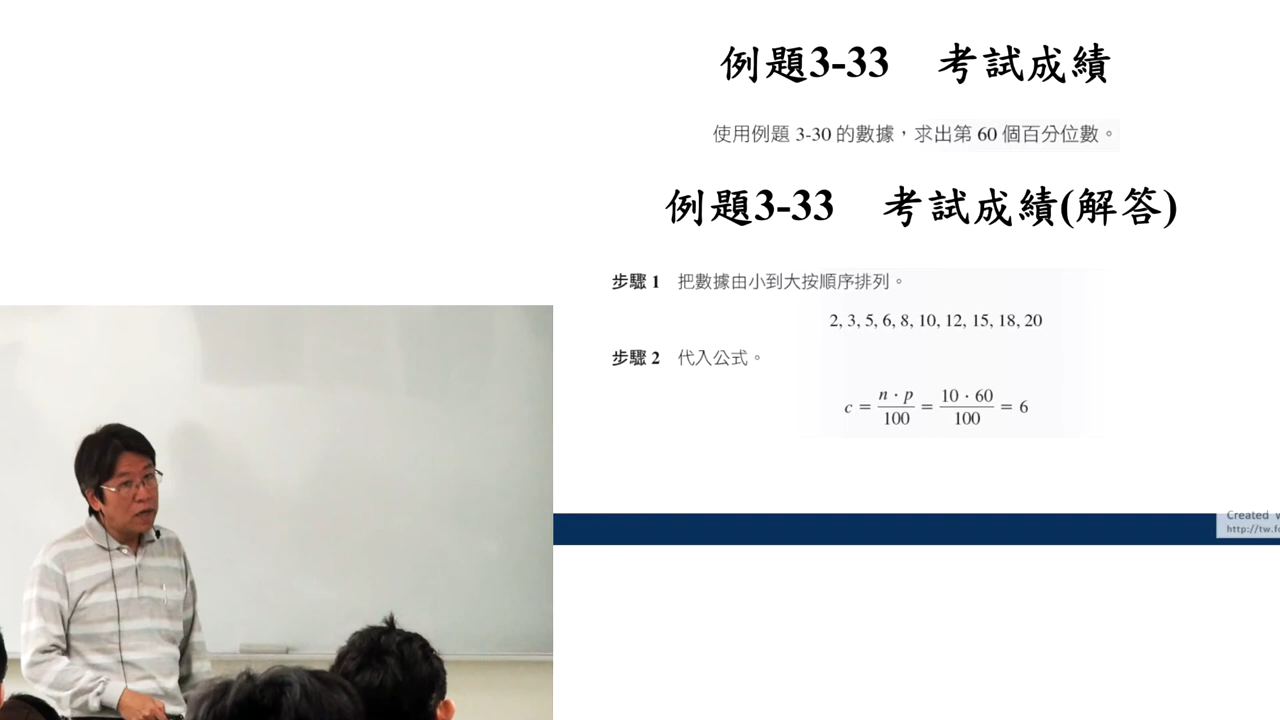 例題3-33　考試成績
使用例題 3-30 的數據，求出第 60 個百分位數。
例題3-33　考試成績(解答)
步驟 1　把數據由小到大按順序排列。
2, 3, 5, 6, 8, 10, 12, 15, 18, 20
步驟 2　代入公式。
c = n · p / 100 = 10 · 60 / 100 = 6
Created
http://tw.fo